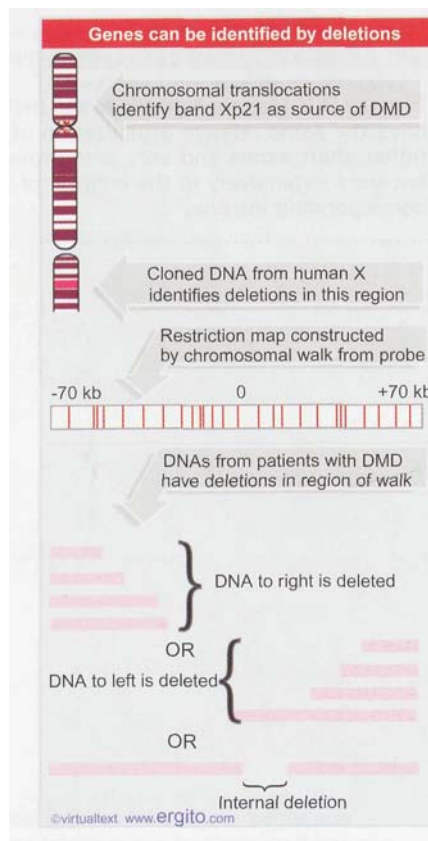 Genes can be identified by deletions
Chromosomal translocations
identify band Xp21 as source of DMD
Cloned DNA from human X
identifies deletions in this region
Restriction map constructed
by chromosomal walk from probe
-70 kb 0 +70 kb
DNAs from patients with DMD
have deletions in region of walk
DNA to right is deleted
OR
DNA to left is deleted
OR
Internal deletion
©virtualtext www.ergito.com